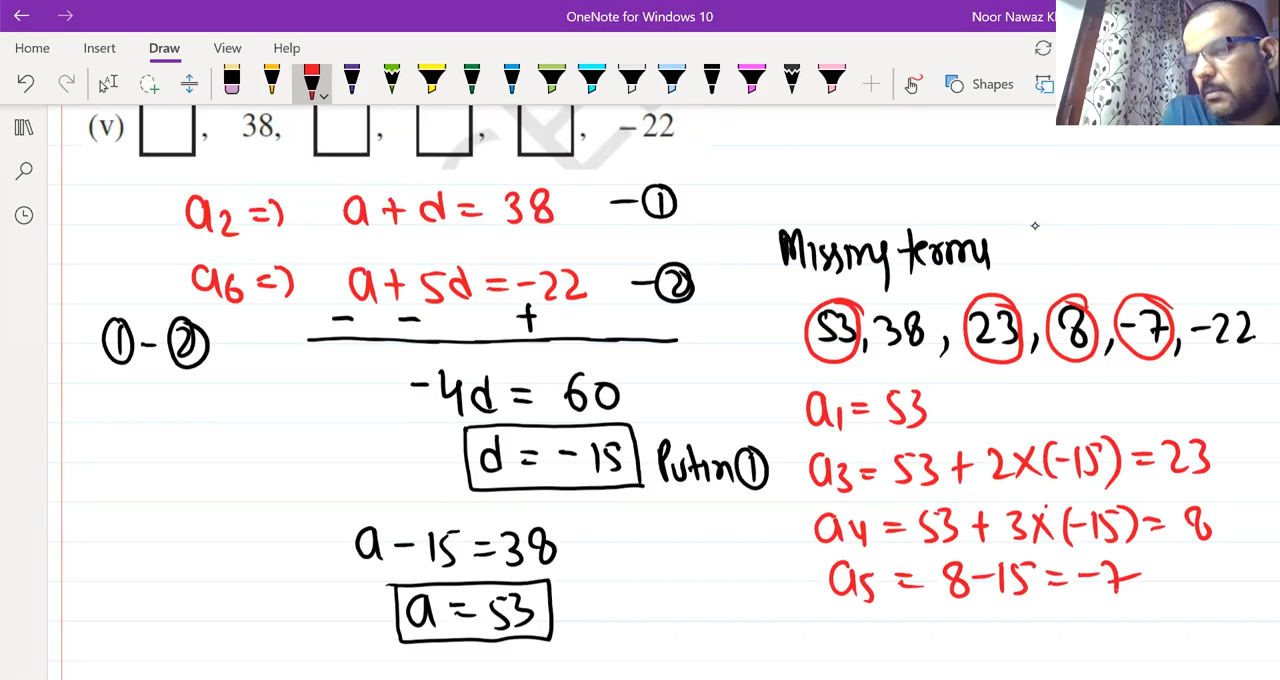 OneNote for Windows 10
Noor Nawaz
Home Insert Draw View Help
Shapes
(v) , 38, , , , −22
a2 => a + d = 38 −①
a6 => a + 5d = -22 −②
− − +
① − ②
-4d = 60
d = -15 Put in ①
a - 15 = 38
a = 53
Missing terms
53, 38, 23, 8, -7, -22
a1 = 53
a3 = 53 + 2×(-15) = 23
a4 = 53 + 3×(-15) = 8
a5 = 8-15 = -7